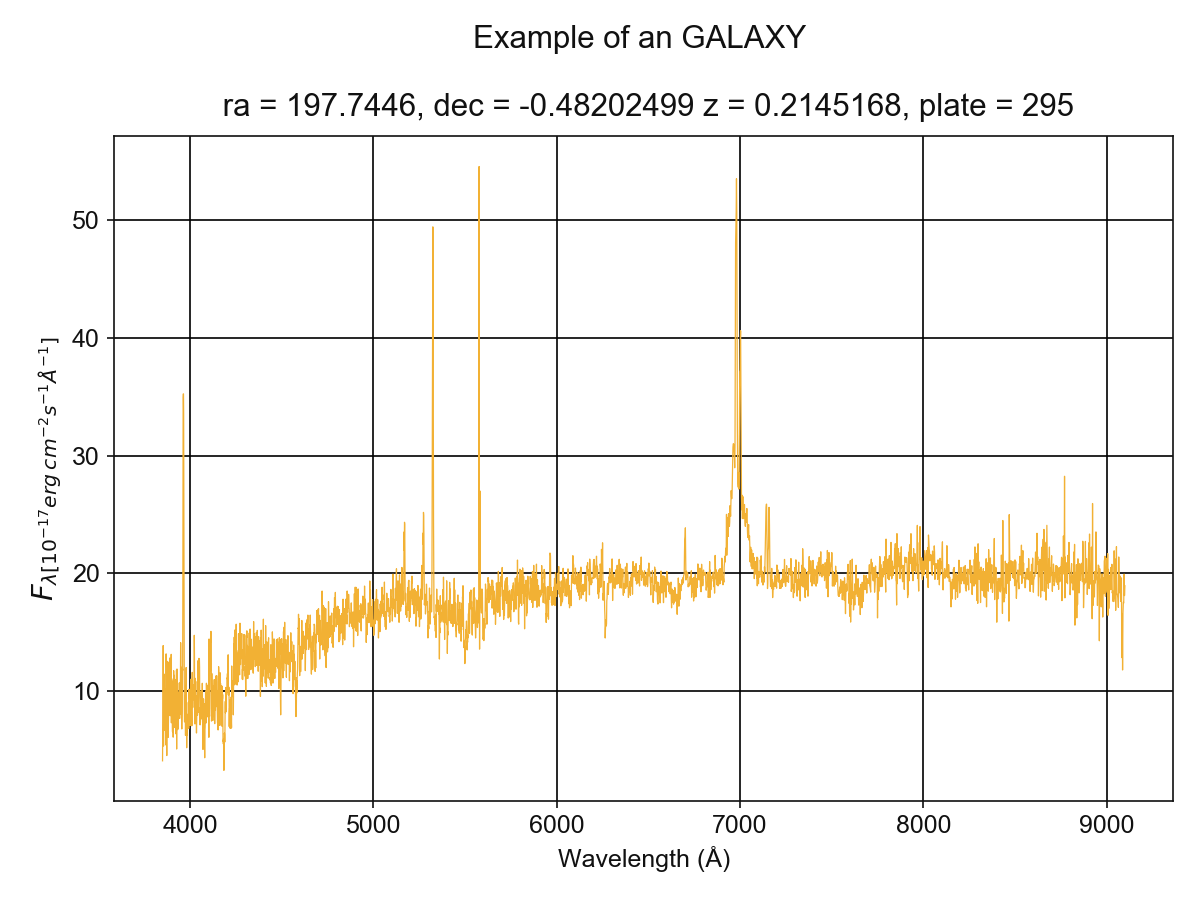 Example of an GALAXY
ra = 197.7446, dec = -0.48202499 z = 0.2145168, plate = 295
50
40
30
20
10
F_{λ[10^{-17} erg cm^{-2} s^{-1} Å^{-1}]}
4000 5000 6000 7000 8000 9000
Wavelength (Å)